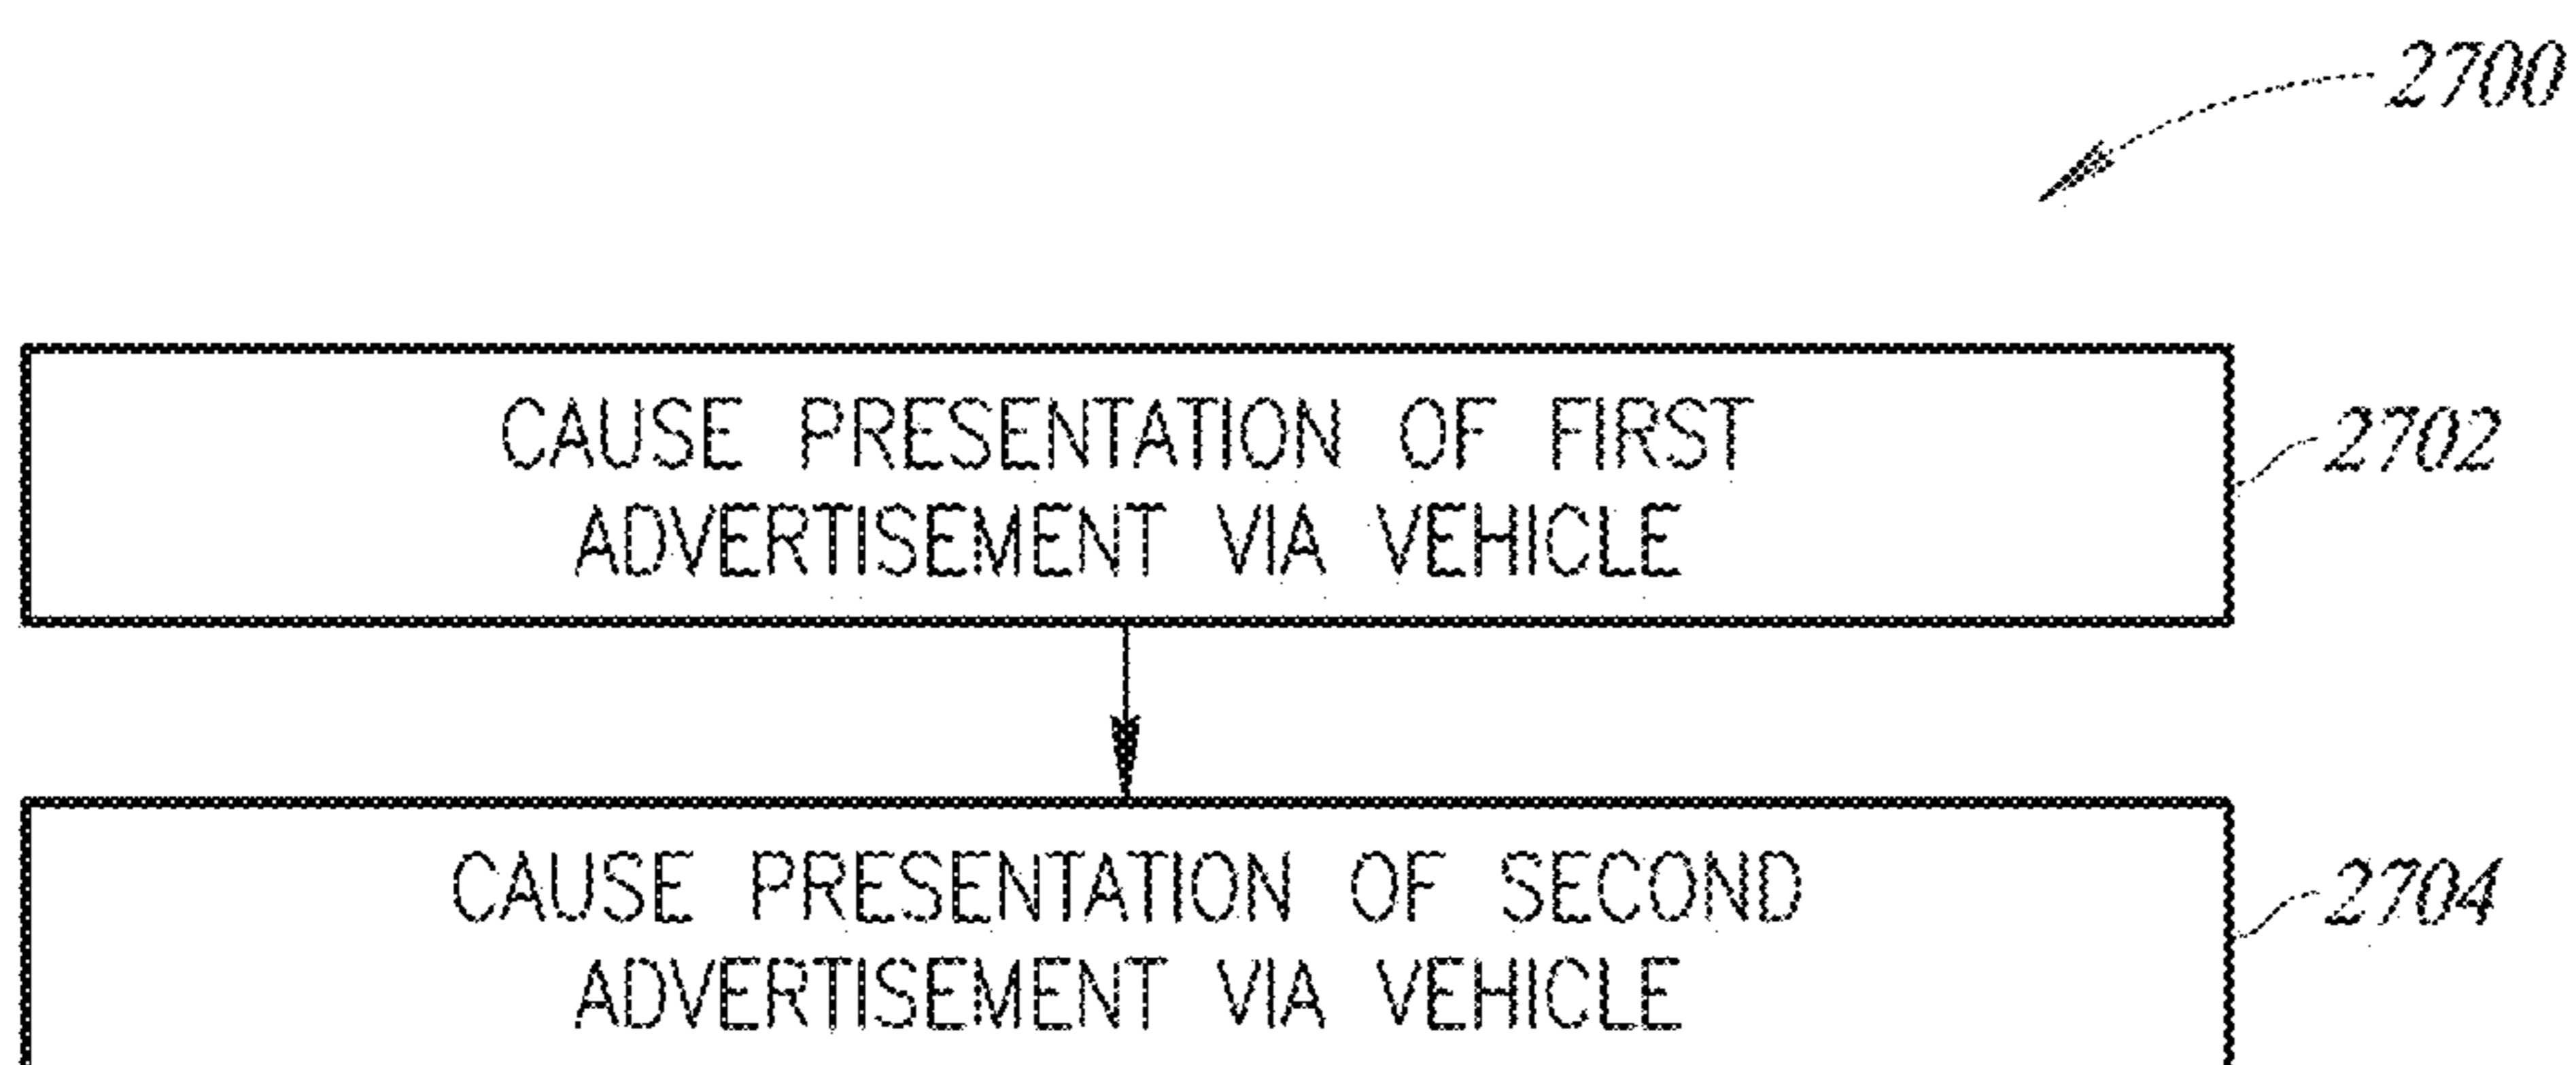 2700
CAUSE PRESENTATION OF FIRST
ADVERTISEMENT VIA VEHICLE
2702
CAUSE PRESENTATION OF SECOND
ADVERTISEMENT VIA VEHICLE
2704